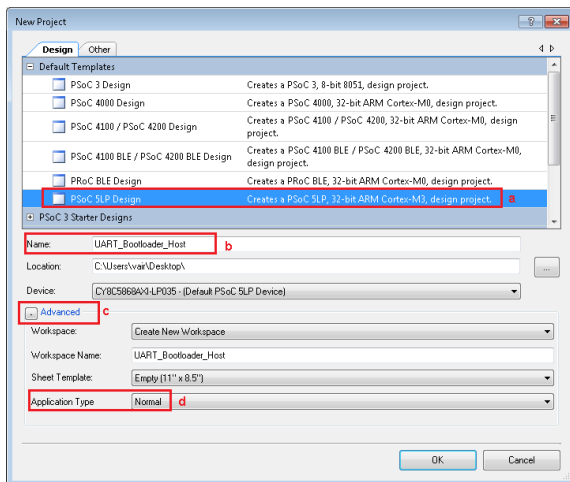 New Project
Design Other
Default Templates
PSoC 3 Design Creates a PSoC 3, 8-bit 8051, design project.
PSoC 4000 Design Creates a PSoC 4000, 32-bit ARM Cortex-M0, design project.
PSoC 4100 / PSoC 4200 Design Creates a PSoC 4100 / PSoC 4200, 32-bit ARM Cortex-M0, design
project.
PSoC 4100 BLE / PSoC 4200 BLE Design Creates a PSoC 4100 BLE / PSoC 4200 BLE, 32-bit ARM Cortex-M0,
design project.
PRoC BLE Design Creates a PRoC BLE, 32-bit ARM Cortex-M0, design project.
PSoC 5LP Design Creates a PSoC 5LP, 32-bit ARM Cortex-M3, design project. a
PSoC 3 Starter Designs
Name: UART_Bootloader_Host b
Location: C:\Users\vair\Desktop\ ...
Device: CY8C5868AXI-LP035 - (Default PSoC 5LP Device)
Advanced c
Workspace: Create New Workspace
Workspace Name: UART_Bootloader_Host
Sheet Template: Empty (11" x 8.5")
Application Type Normal d
OK Cancel